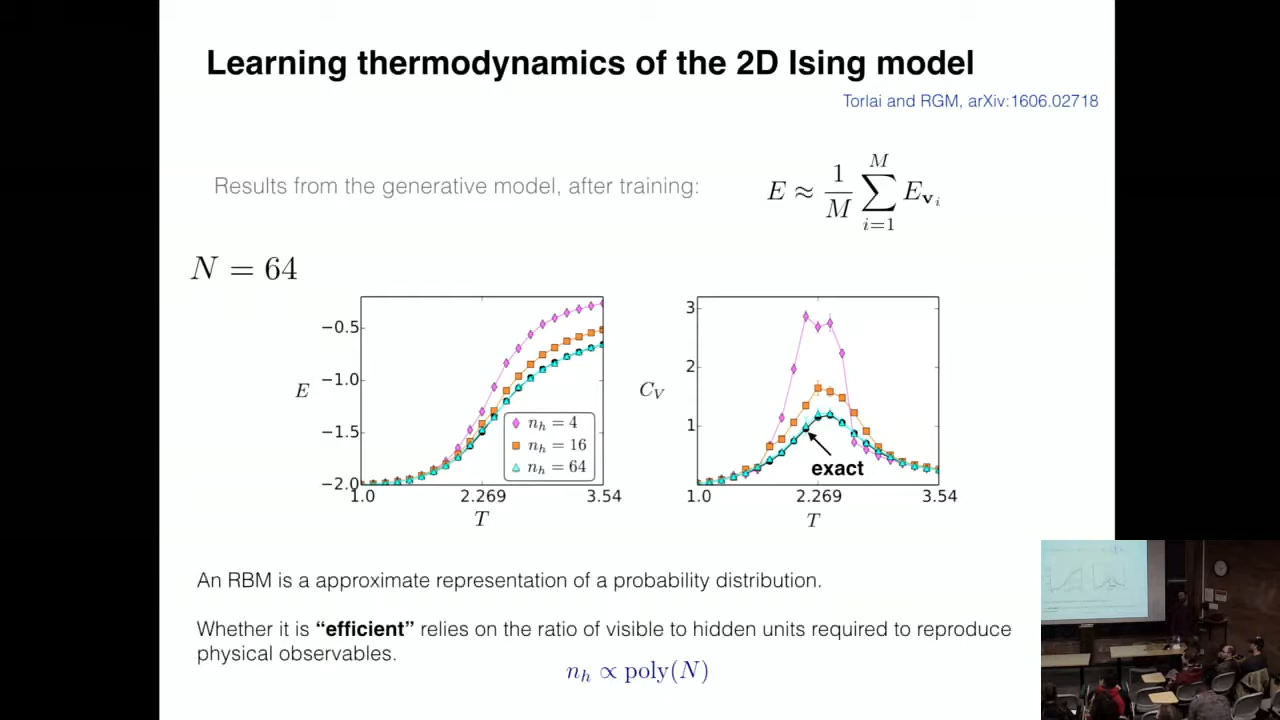 Learning thermodynamics of the 2D Ising model
Torlai and RGM, arXiv:1606.02718
Results from the generative model, after training:
E ≈ \frac{1}{M} \sum_{i=1}^{M} E_{\mathbf{v}_i}
N = 64
−0.5
−1.0
−1.5
−2.0
E
n_h = 4
n_h = 16
n_h = 64
1.0 2.269 3.54
T
3
2
1
C_V
exact
1.0 2.269 3.54
T
An RBM is a approximate representation of a probability distribution.
Whether it is “efficient” relies on the ratio of visible to hidden units required to reproduce
physical observables.
n_h ∝ poly(N)